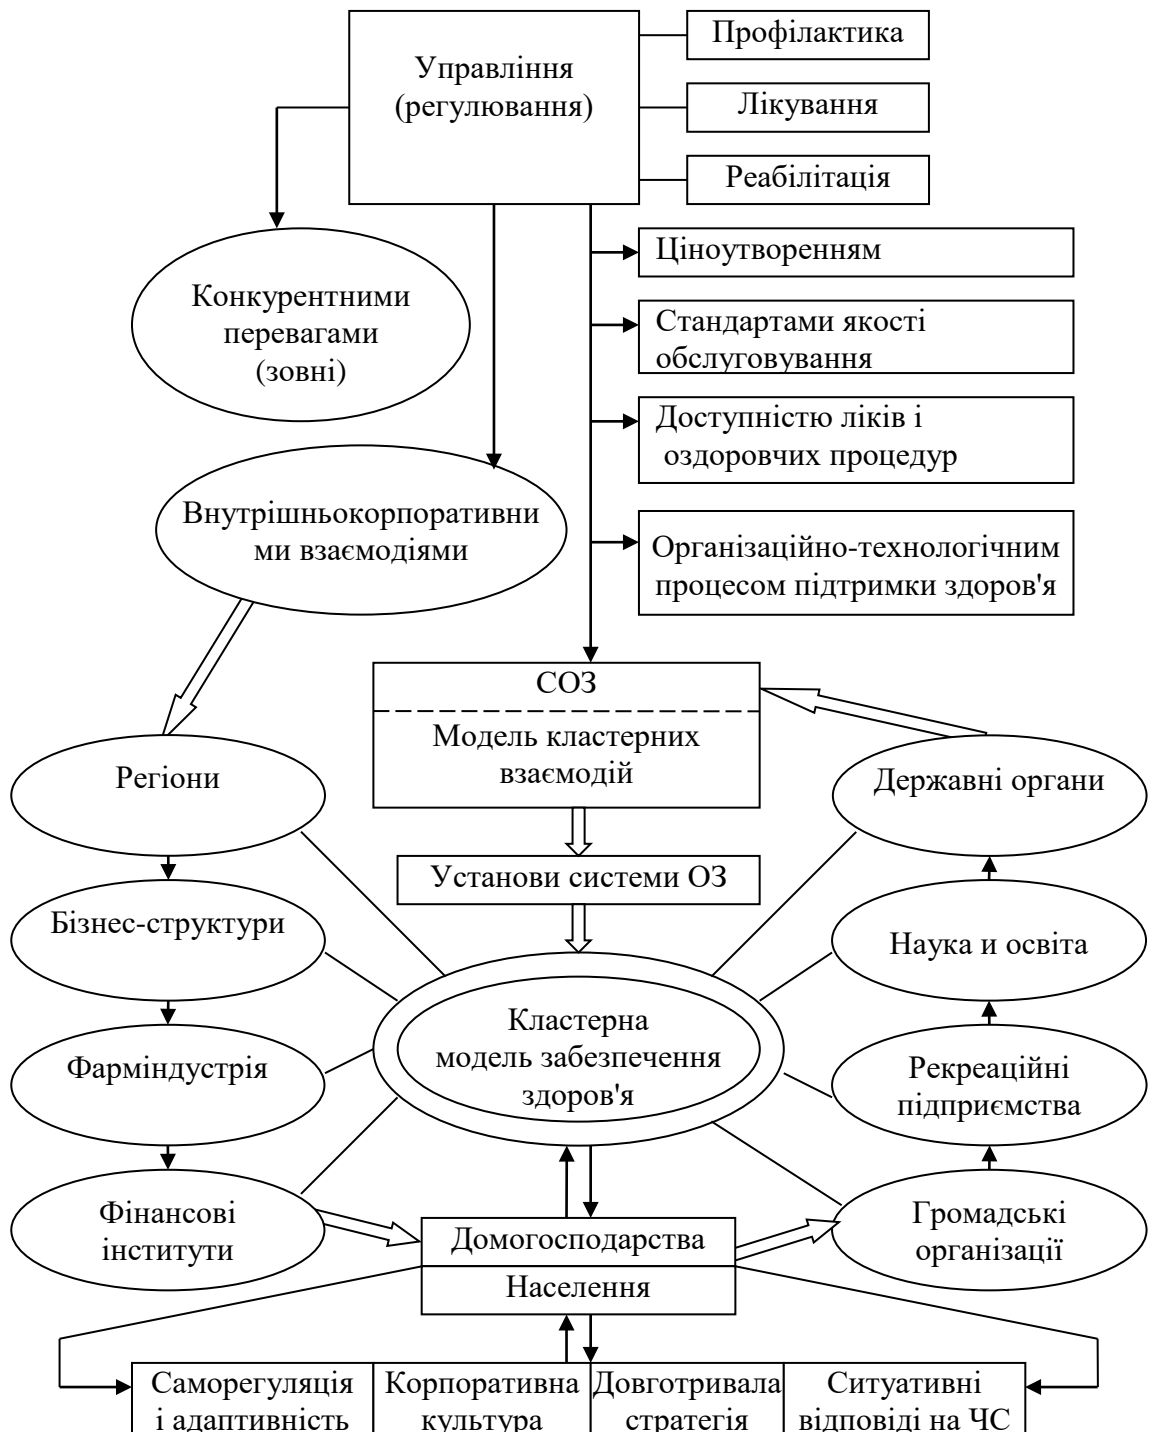 Управління
(регулювання)
Профілактика
Лікування
Реабілітація
Ціноутворенням
Конкурентними
перевагами
(зовні)
Стандартами якості
обслуговування
Доступністю ліків і
оздоровчих процедур
Внутрішньокорпоративни
ми взаємодіями
Організаційно-технологічним
процесом підтримки здоров'я
СОЗ
Модель кластерних
взаємодій
Регіони
Державні органи
Установи системи ОЗ
Бізнес-структури
Наука и освіта
Кластерна
модель забезпечення
здоров'я
Фарміндустрія
Рекреаційні
підприємства
Фінансові
інститути
Домогосподарства
Населення
Громадські
організації
Саморегуляція
і адаптивність
Корпоративна
культура
Довготривала
стратегія
Ситуативні
відповіді на ЧС